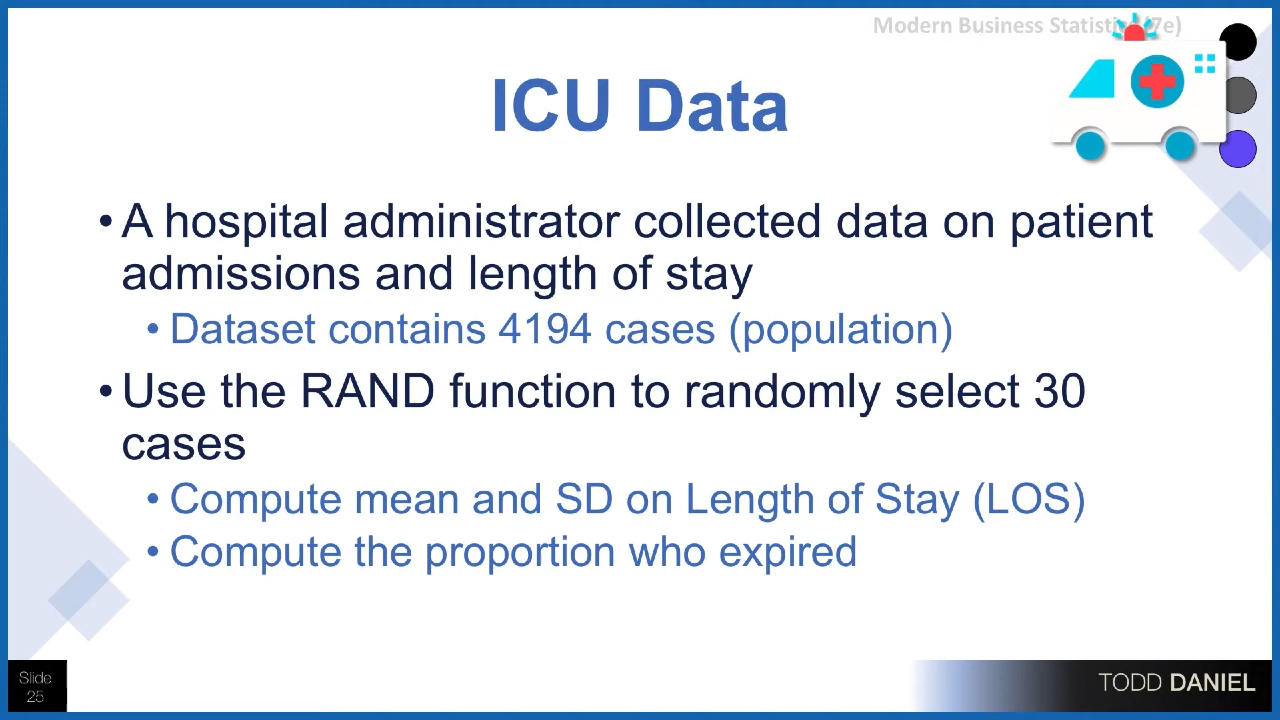 Modern Business Statistics (7e)
ICU Data
• A hospital administrator collected data on patient
admissions and length of stay
• Dataset contains 4194 cases (population)
• Use the RAND function to randomly select 30
cases
• Compute mean and SD on Length of Stay (LOS)
• Compute the proportion who expired
Slide
25
TODD DANIEL